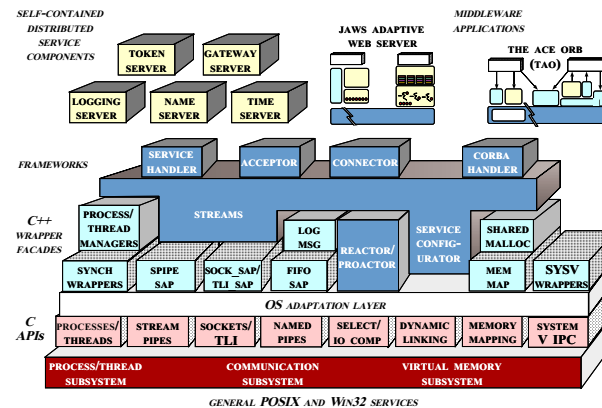 SELF-CONTAINED
DISTRIBUTED
SERVICE
COMPONENTS
TOKEN
SERVER
GATEWAY
SERVER
LOGGING
SERVER
NAME
SERVER
TIME
SERVER
JAWS ADAPTIVE
WEB SERVER
MIDDLEWARE
APPLICATIONS
THE ACE ORB
(TAO)
FRAMEWORKS
SERVICE
HANDLER
ACCEPTOR
CONNECTOR
CORBA
HANDLER
C++
WRAPPER
FACADES
PROCESS/
THREAD
MANAGERS
STREAMS
LOG
MSG
REACTOR/
PROACTOR
SERVICE
CONFIG-
URATOR
SHARED
MALLOC
SYNCH
WRAPPERS
SPIPE
SAP
SOCK_SAP/
TLI_SAP
FIFO
SAP
MEM
MAP
SYSV
WRAPPERS
OS ADAPTATION LAYER
C
APIS
PROCESSES/
THREADS
STREAM
PIPES
SOCKETS/
TLI
NAMED
PIPES
SELECT/
IO COMP
DYNAMIC
LINKING
MEMORY
MAPPING
SYSTEM
V IPC
PROCESS/THREAD
SUBSYSTEM
COMMUNICATION
SUBSYSTEM
VIRTUAL MEMORY
SUBSYSTEM
GENERAL POSIX AND WIN32 SERVICES